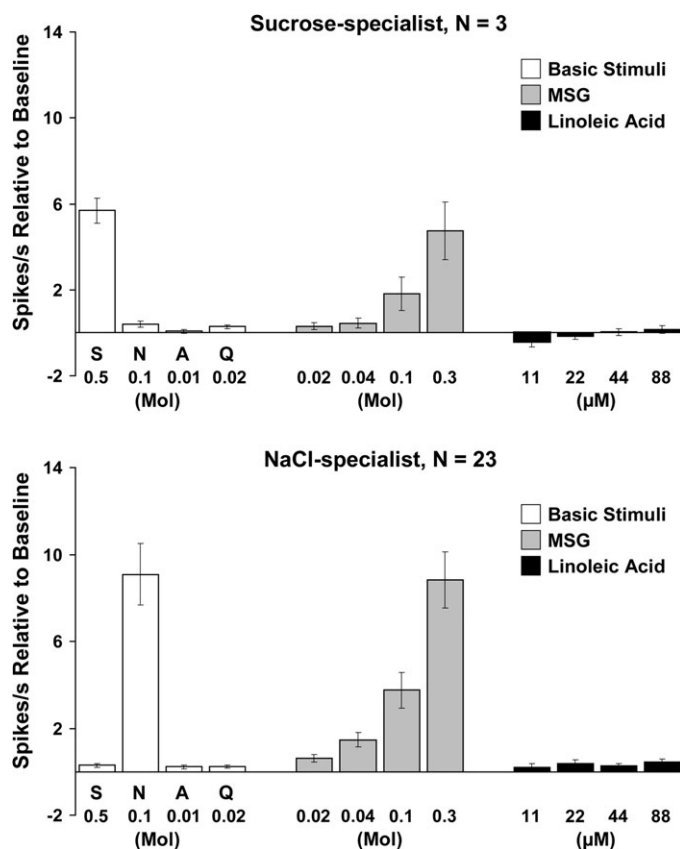 Sucrose-specialist, N = 3
Spikes/s Relative to Baseline
14
10
6
2
-2
Basic Stimuli
MSG
Linoleic Acid
S N A Q
0.5 0.1 0.01 0.02 0.02 0.04 0.1 0.3 11 22 44 88
(Mol) (Mol) (µM)
NaCl-specialist, N = 23
Spikes/s Relative to Baseline
14
10
6
2
-2
Basic Stimuli
MSG
Linoleic Acid
S N A Q
0.5 0.1 0.01 0.02 0.02 0.04 0.1 0.3 11 22 44 88
(Mol) (Mol) (µM)